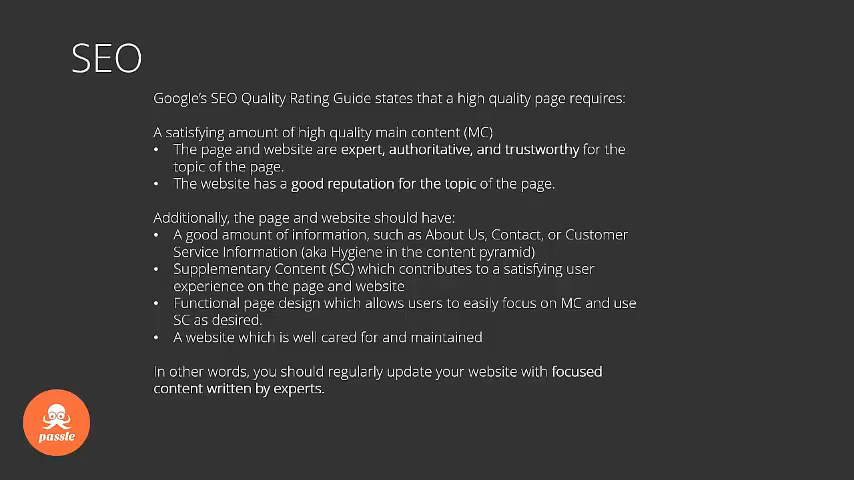 SEO
Google's SEO Quality Rating Guide states that a high quality page requires:
A satisfying amount of high quality main content (MC)
• The page and website are expert, authoritative, and trustworthy for the
topic of the page.
• The website has a good reputation for the topic of the page.
Additionally, the page and website should have:
• A good amount of information, such as About Us, Contact, or Customer
Service Information (aka Hygiene in the content pyramid)
• Supplementary Content (SC) which contributes to a satisfying user
experience on the page and website
• Functional page design which allows users to easily focus on MC and use
SC as desired.
• A website which is well cared for and maintained
In other words, you should regularly update your website with focused
content written by experts.
passle